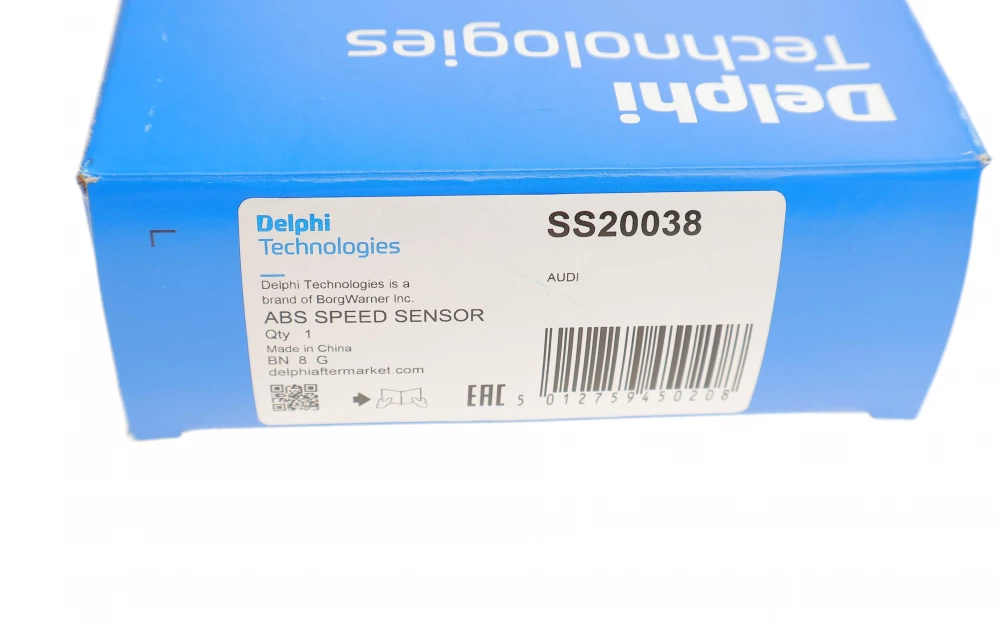 Delphi
Technologies
Delphi
Technologies
Delphi Technologies is a
brand of BorgWarner Inc.
ABS SPEED SENSOR
Qty 1
Made in China
BN 8 G
delphiaftermarket.com
SS20038
AUDI
EAC
5 012759 450208